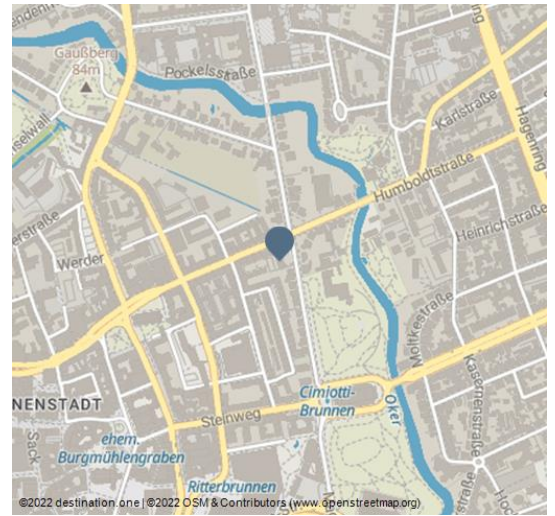 Gaußberg
84m
Pockelsstraße
Karlstraße
Hagenring
Humboldtstraße
Heinrichstraße
Werder
Moltkestraße
Kasernenstraße
Oker
Cimiotti-
Brunnen
NENSTADT
Steinweg
Sack
ehem.
Burgmühlengraben
Ritterbrunnen
©2022 destination.one | ©2022 OSM & Contributors (www.openstreetmap.org)